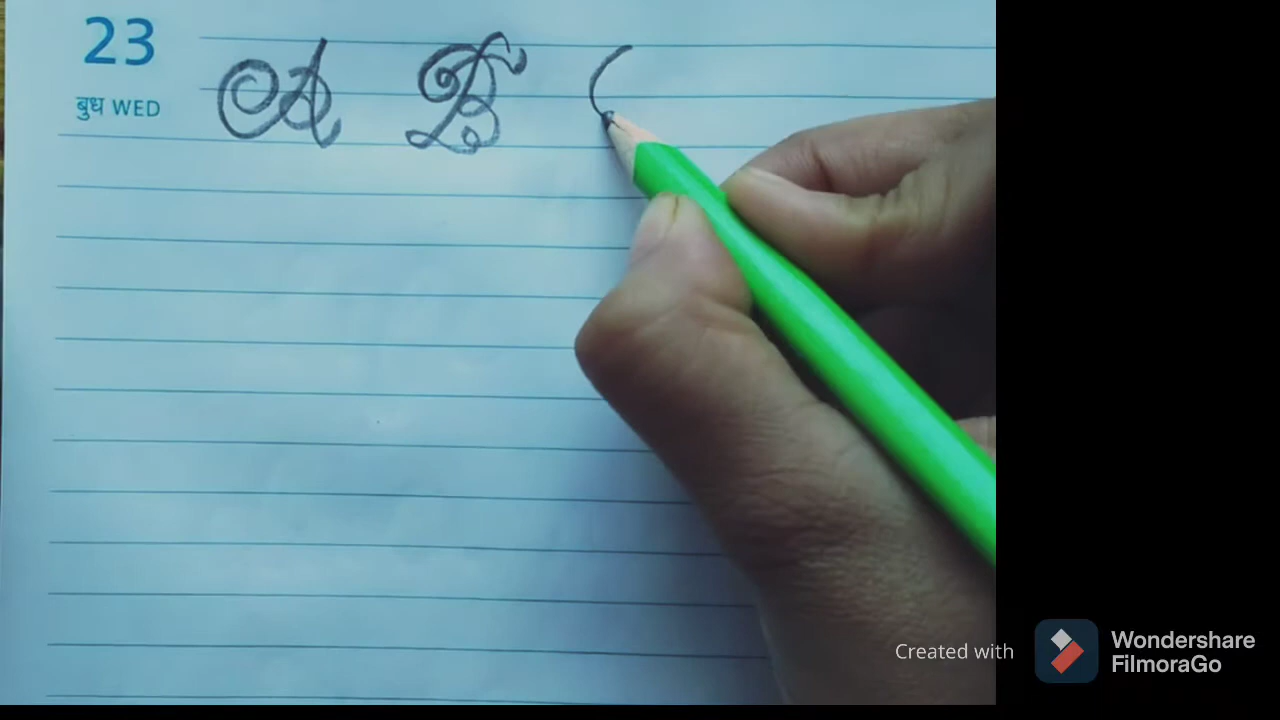 23
बुध WED
A B
Created with
Wondershare
FilmoraGo